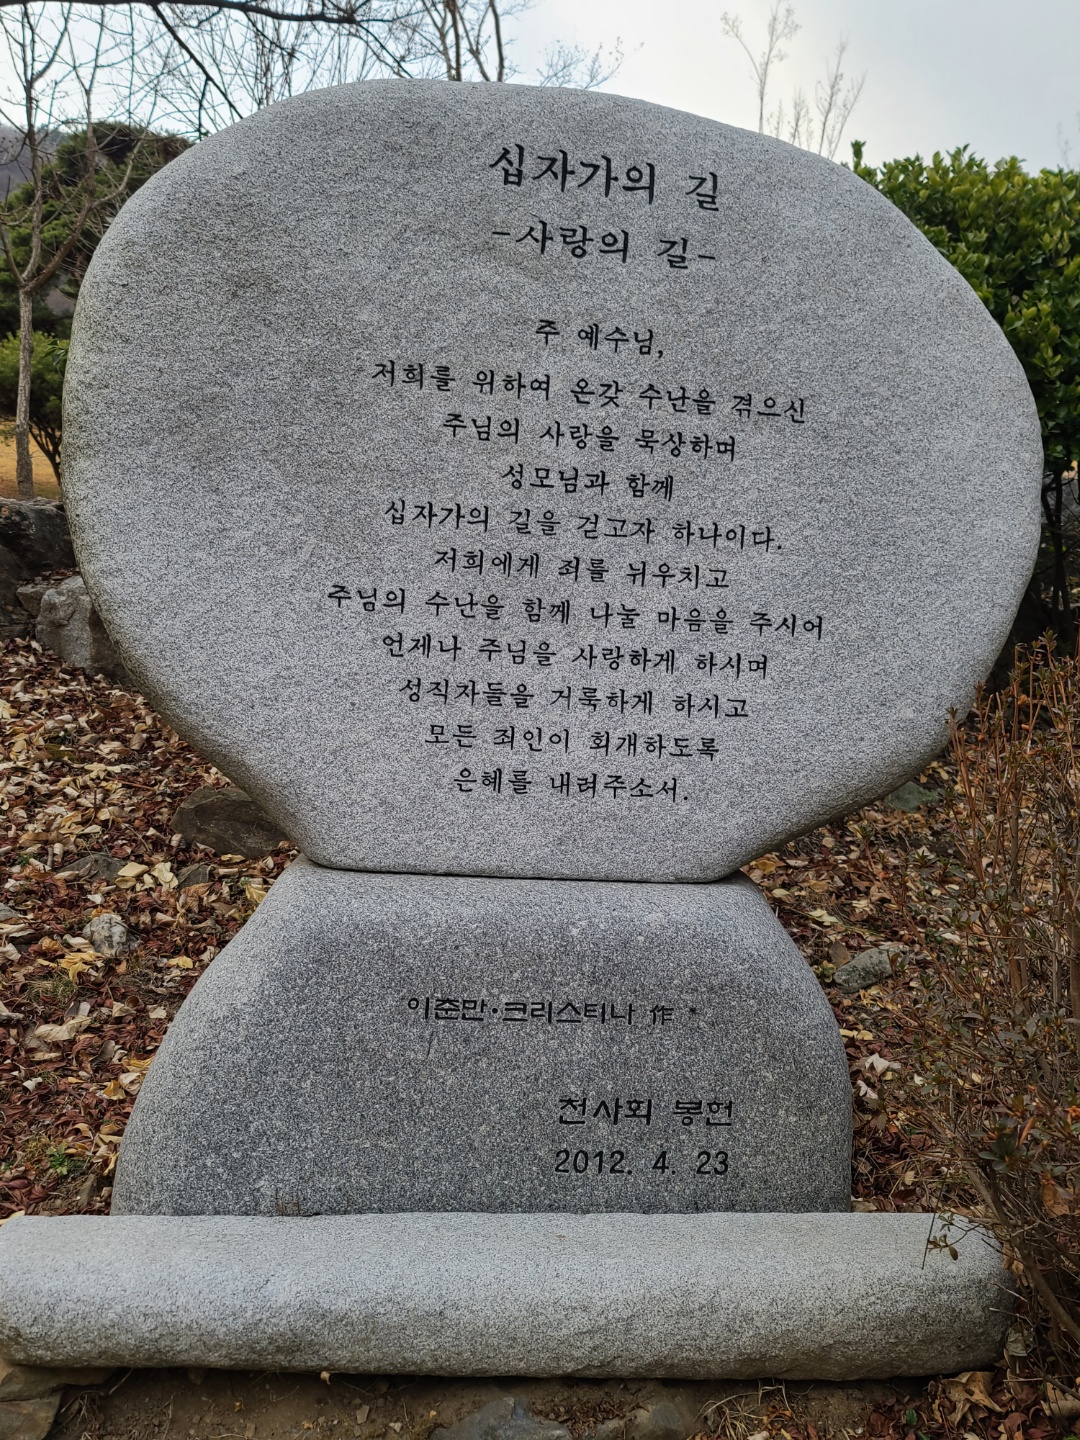 십자가의 길
-사랑의 길-
주 예수님,
저희를 위하여 온갖 수난을 겪으신
주님의 사랑을 묵상하며
성모님과 함께
십자가의 길을 걷고자 하나이다.
저희에게 죄를 뉘우치고
주님의 수난을 함께 나눌 마음을 주시어
언제나 주님을 사랑하게 하시며
성직자들을 거룩하게 하시고
모든 죄인이 회개하도록
은혜를 내려주소서.
이준만·크리스티나 作
천사회 봉헌
2012. 4. 23